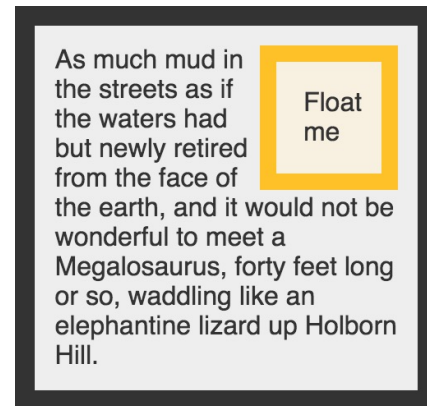 As much mud in
the streets as if
the waters had
but newly retired
from the face of
the earth, and it would not be
wonderful to meet a
Megalosaurus, forty feet long
or so, waddling like an
elephantine lizard up Holborn
Hill.
Float
me